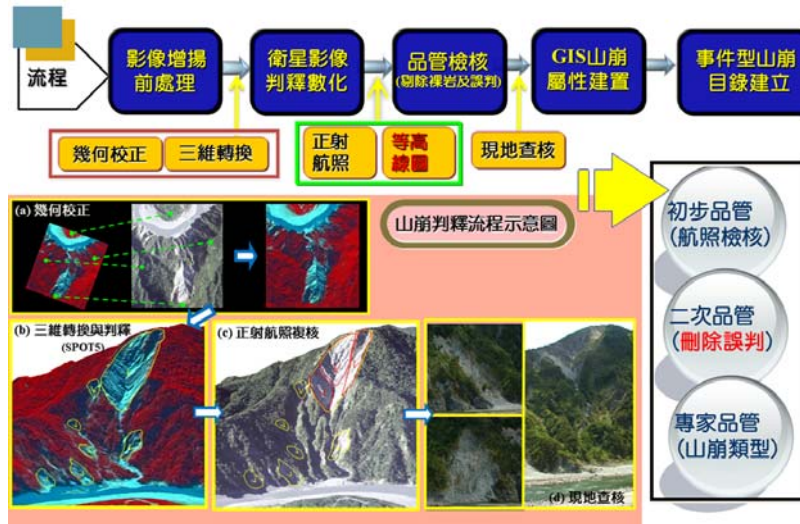 流程
影像增揚
前處理
衛星影像
判釋數化
品管檢核
(剔除裸岩及誤判)
GIS山崩
屬性建置
事件型山崩
目錄建立
幾何校正
三維轉換
正射
航照
等高
線圖
現地查核
(a) 幾何校正
山崩判釋流程示意圖
初步品管
(航照檢核)
(b) 三維轉換與判釋
(SPOT5)
(c) 正射航照複核
二次品管
(刪除誤判)
(d) 現地查核
專家品管
(山崩類型)